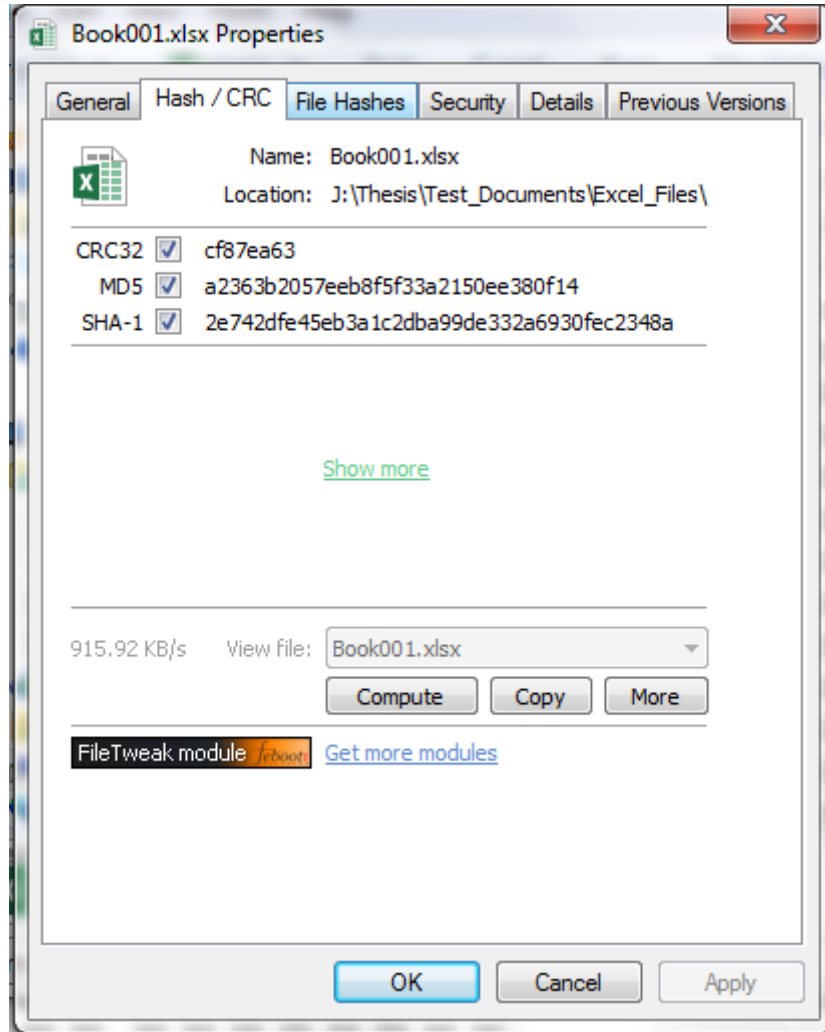 Book001.xlsx Properties
General Hash / CRC File Hashes Security Details Previous Versions
Name: Book001.xlsx
Location: J:\Thesis\Test_Documents\Excel_Files\
CRC32 cf87ea63
MD5 a2363b2057eeb8f5f33a2150ee380f14
SHA-1 2e742dfe45eb3a1c2dba99de332a6930fec2348a
Show more
915.92 KB/s View file: Book001.xlsx
Compute Copy More
FileTweak module febooti Get more modules
OK Cancel Apply